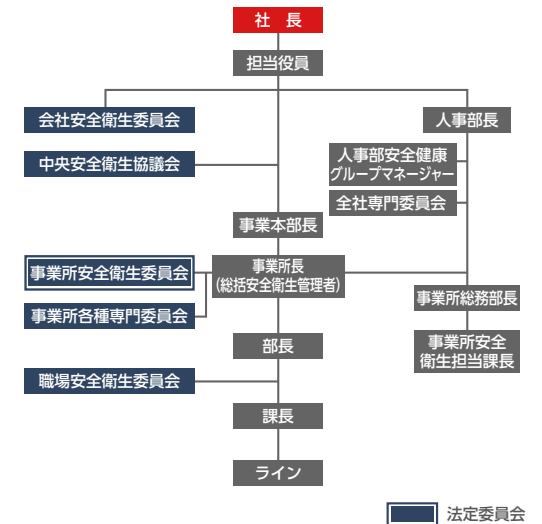 社　長
担当役員
会社安全衛生委員会
人事部長
中央安全衛生協議会
人事部安全健康
グループマネージャー
全社専門委員会
事業本部長
事業所安全衛生委員会
事業所長
(総括安全衛生管理者)
事業所各種専門委員会
事業所総務部長
部長
事業所安全
衛生担当課長
職場安全衛生委員会
課長
ライン
法定委員会